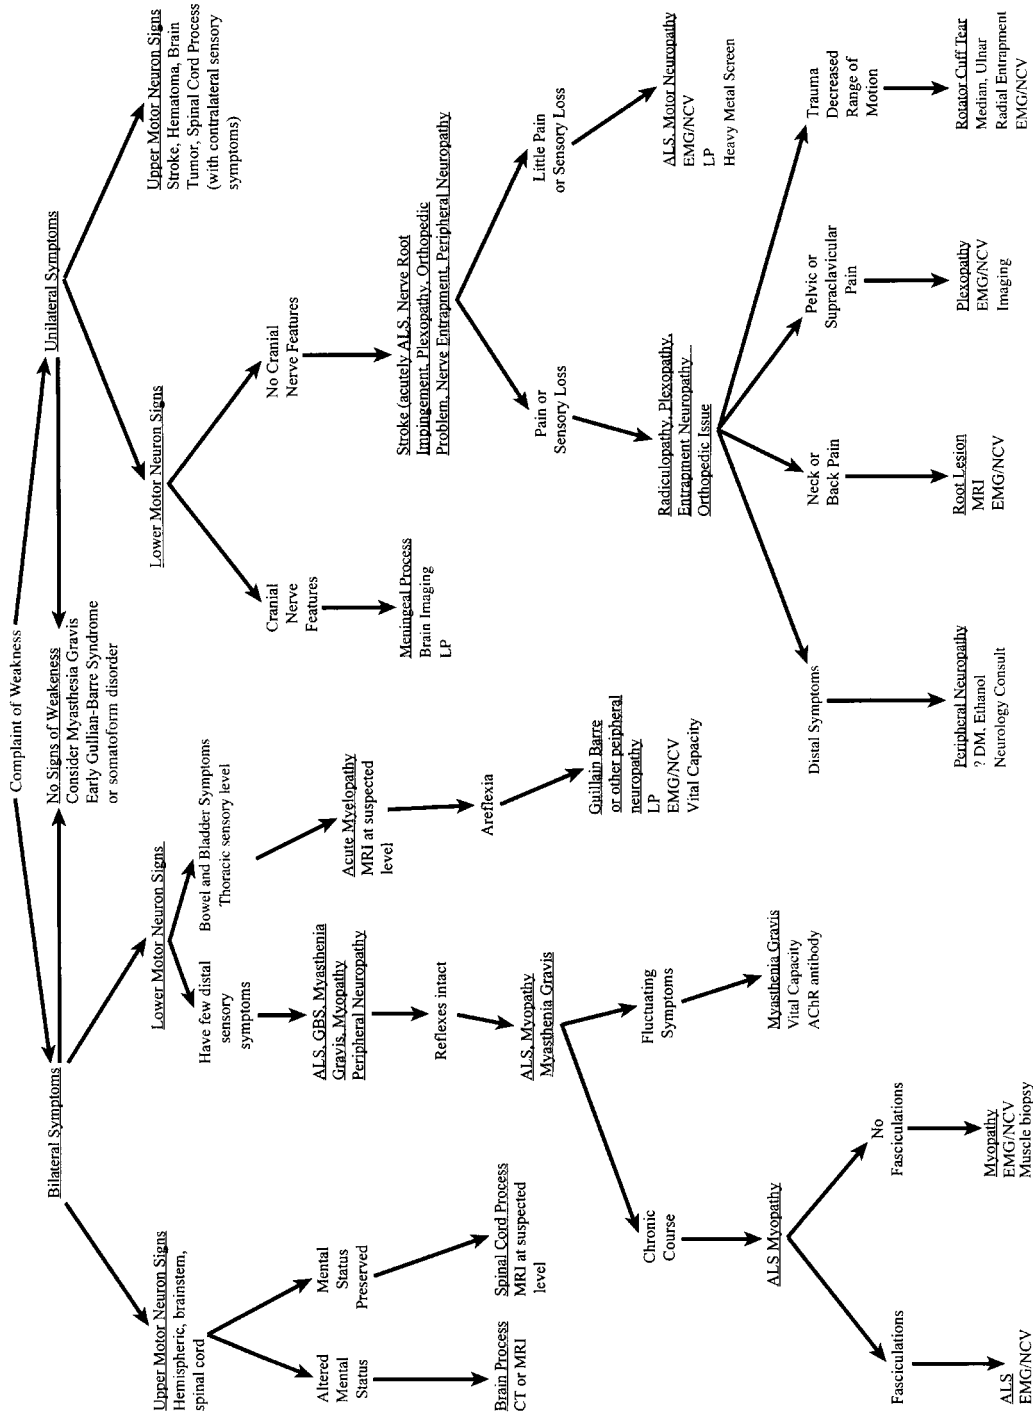 Complaint of Weakness
Bilateral Symptoms
No Signs of Weakness
Consider Myasthesia Gravis
Early Gullian-Barre Syndrome
or somatoform disorder
Unilateral Symptoms
Upper Motor Neuron Signs
Hemispheric, brainstem,
spinal cord
Lower Motor Neuron Signs
Lower Motor Neuron Signs
Upper Motor Neuron Signs
Stroke, Hematoma, Brain
Tumor, Spinal Cord Process
(with contralateral sensory
symptoms)
Have few distal
sensory
symptoms
Bowel and Bladder Symptoms
Thoracic sensory level
Cranial
Nerve
Features
No Cranial
Nerve Features
Altered
Mental
Status
Mental
Status
Preserved
ALS, GBS, Myasthenia
Gravis, Myopathy
Peripheral Neuropathy
Acute Myelopathy
MRI at suspected
level
Meningeal Process
Brain Imaging
LP
Stroke (acutely ALS, Nerve Root
Impingement, Plexopathy, Orthopedic
Problem, Nerve Entrapment, Peripheral Neuropathy
Reflexes intact
Areflexia
Brain Process
CT or MRI
Spinal Cord Process
MRI at suspected
level
ALS, Myopathy
Myasthenia Gravis
Guillain Barre
or other peipheral
neuropathy
LP
EMG/NCV
Vital Capacity
Pain or
Sensory Loss
Little Pain
or Sensory Loss
Chronic
Course
Fluctuating
Symptoms
Radiculopathy, Plexopathy,
Entrapment Neuropathy
Orthopedic Issue
ALS, Motor Neuropathy
EMG/NCV
LP
Heavy Metal Screen
ALS Myopathy
Myasthenia Gravis
Vital Capacity
AChR antibody
Distal Symptoms
Neck or
Back Pain
Pelvic or
Supraclavicular
Pain
Trauma
Decreased
Range of
Motion
Fasciculations
No
Fasciculations
ALS
EMG/NCV
Myopathy
EMG/NCV
Muscle biopsy
Peripheral Neuropathy
? DM. Ethanol
Neurology Consult
Root Lesion
MRI
EMG/NCV
Plexopathy
EMG/NCV
Imaging
Rotator Cuff Tear
Median, Ulnar
Radial Entrapment
EMG/NCV